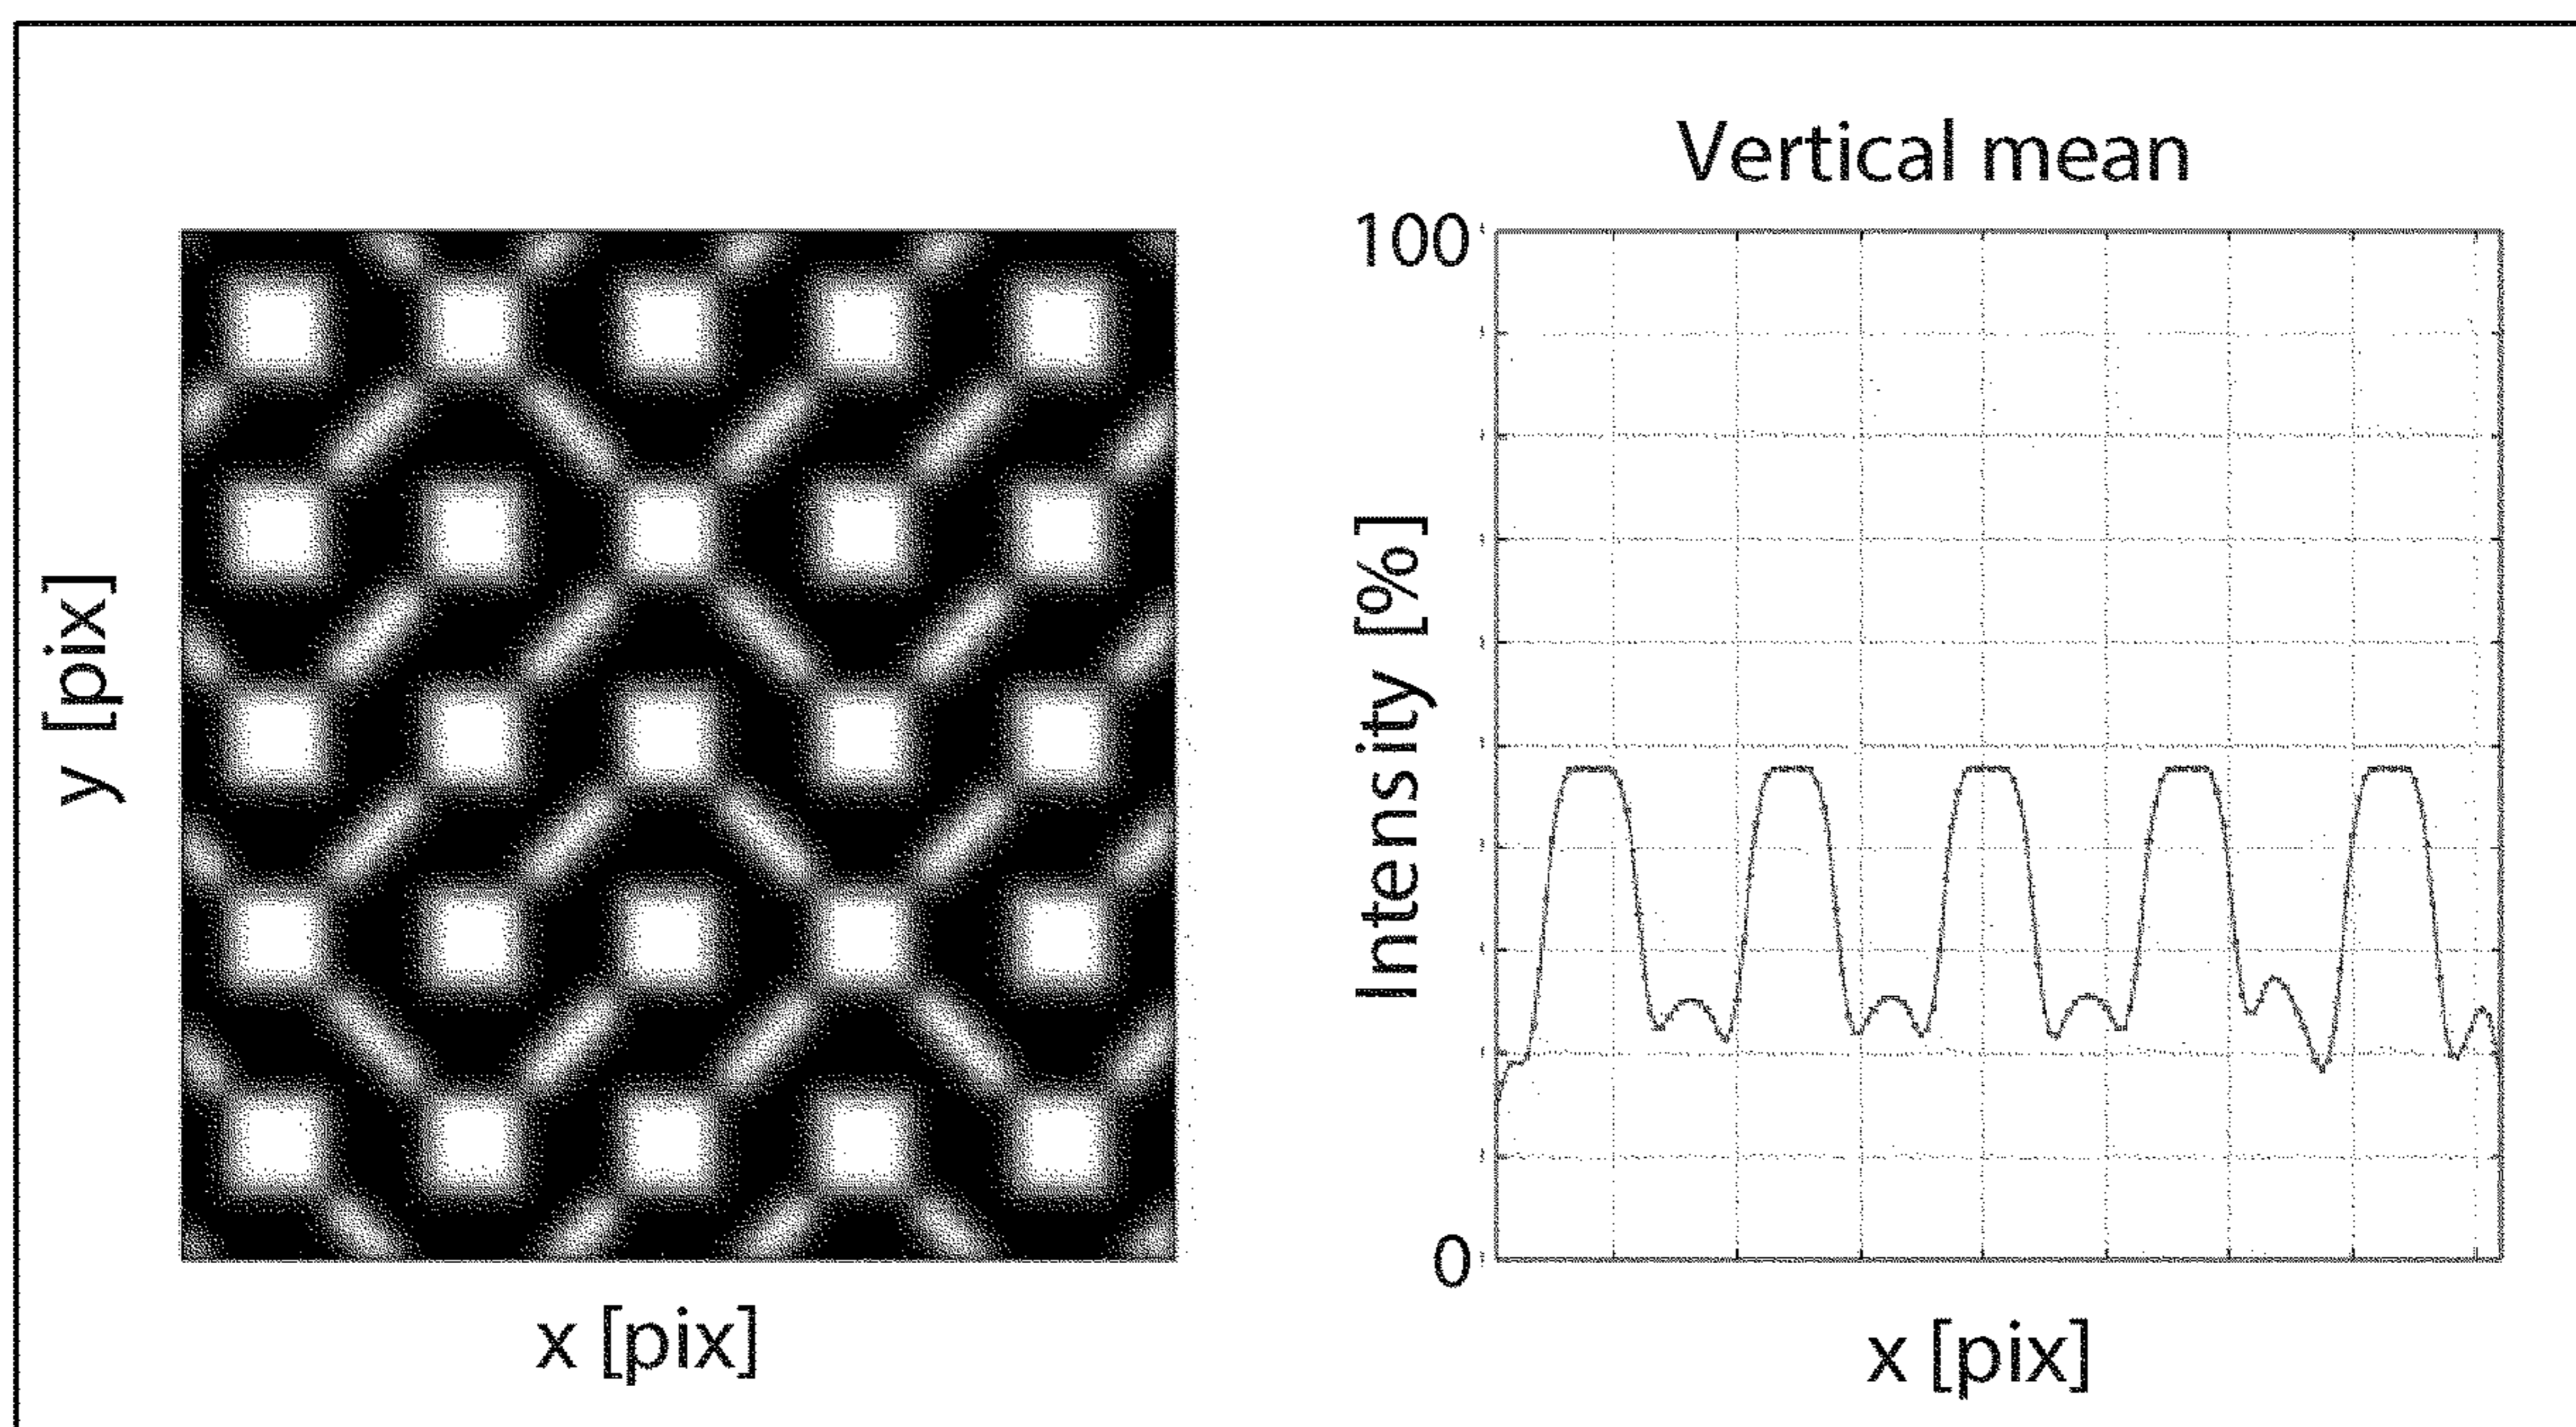 y [pix]
x [pix]
Vertical mean
100
Intensity [%]
0
x [pix]